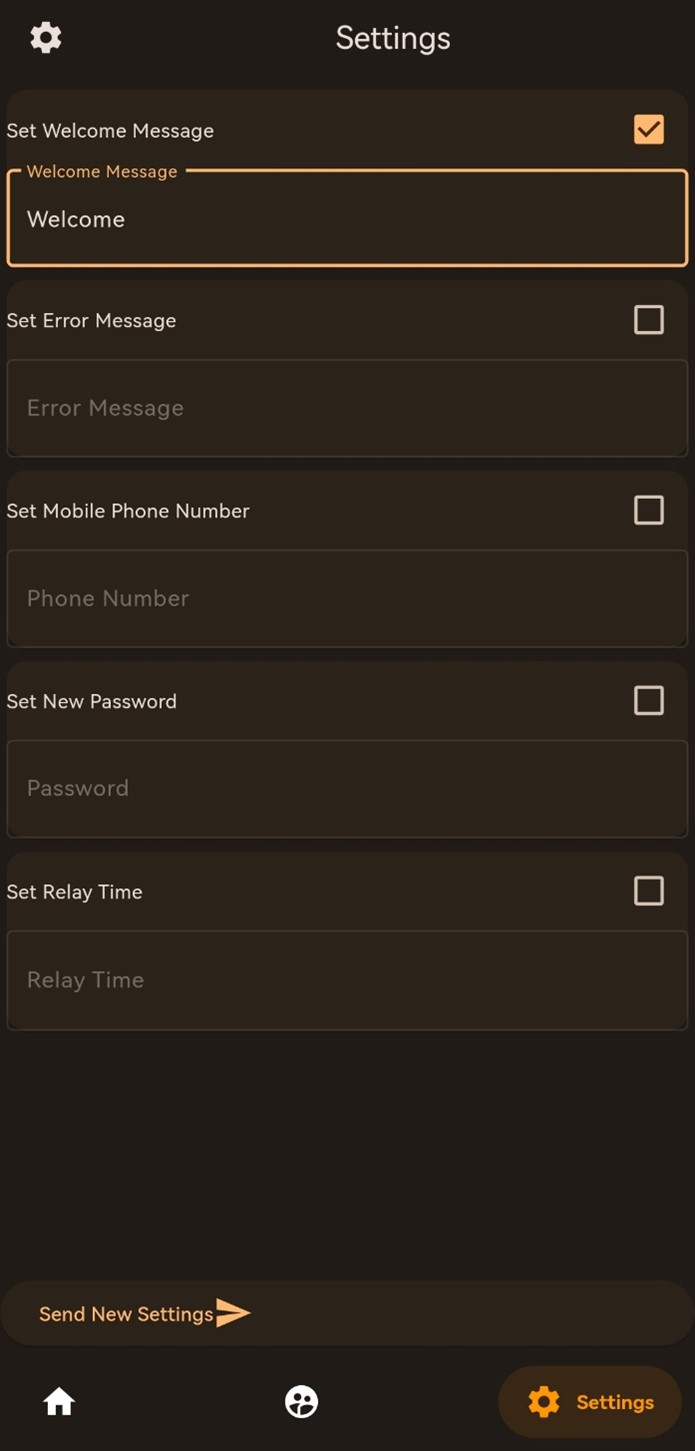 Settings
Set Welcome Message
Welcome Message
Welcome
Set Error Message
Error Message
Set Mobile Phone Number
Phone Number
Set New Password
Password
Set Relay Time
Relay Time
Send New Settings
Settings